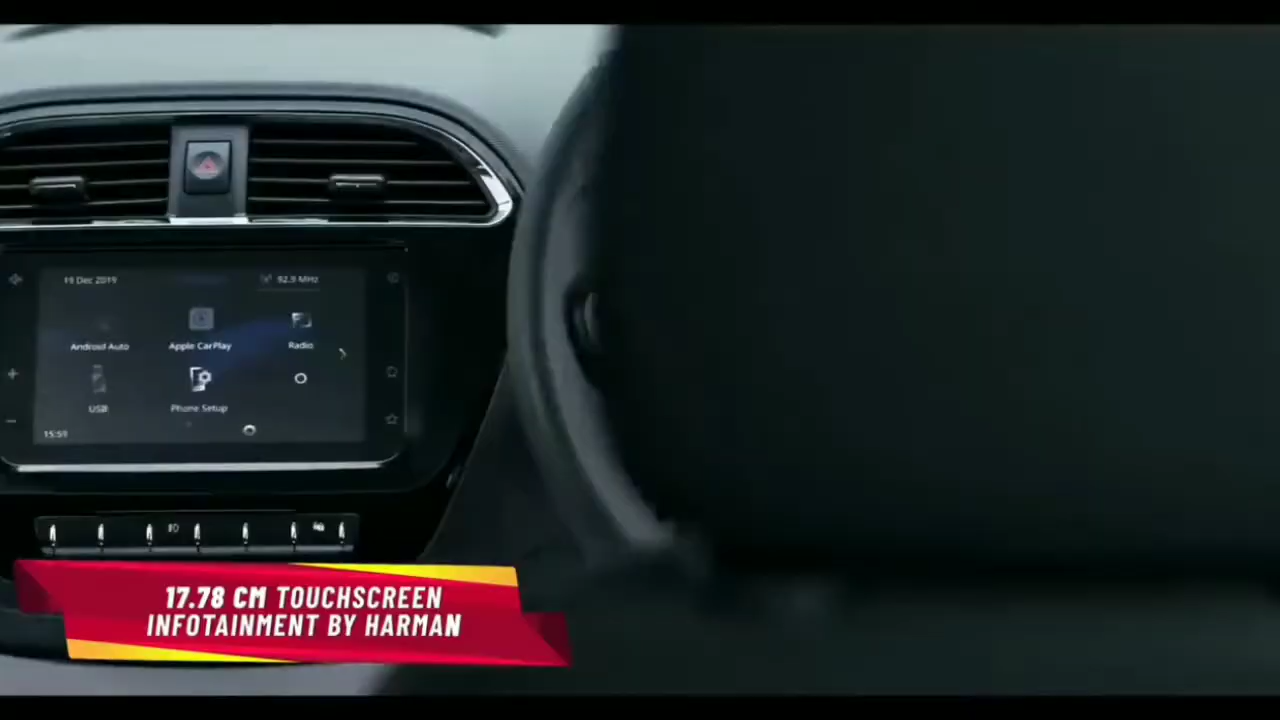 19 Dec 2019
92.9 MHz
Android Auto
Apple CarPlay
Radio
USB
Phone Setup
15:59
17.78 CM TOUCHSCREEN
INFOTAINMENT BY HARMAN